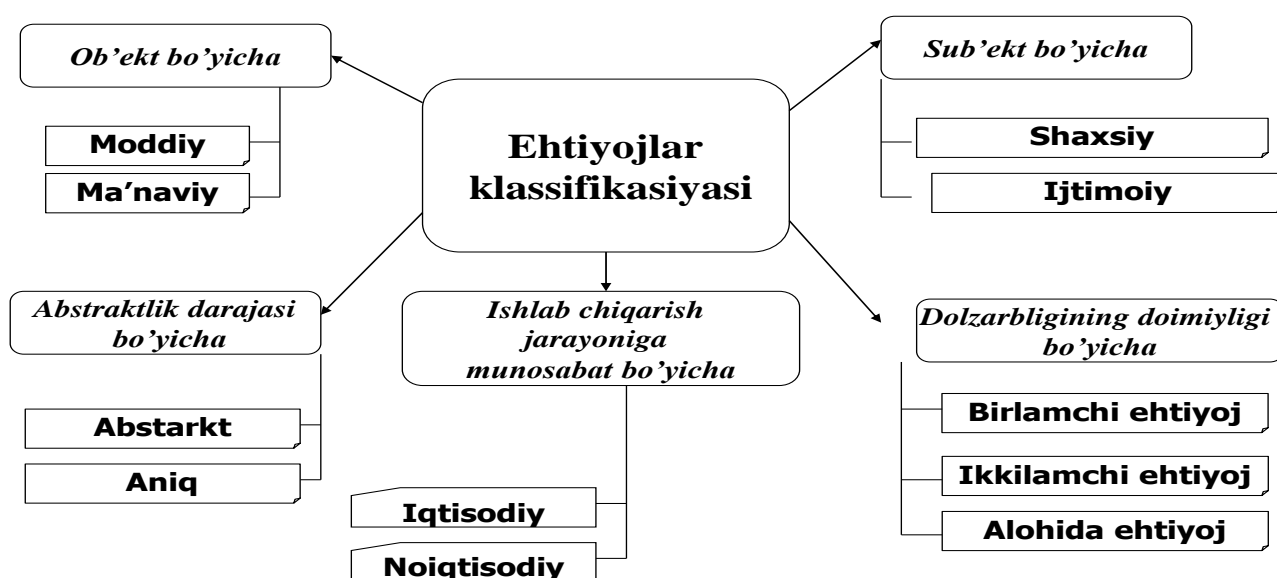 Ob’ekt bo’yicha
Moddiy
Ma’naviy
Ehtiyojlar
klassifikasiyasi
Sub’ekt bo’yicha
Shaxsiy
Ijtimoiy
Abstraktlik darajasi
bo’yicha
Abstarkt
Aniq
Ishlab chiqarish
jarayoniga
munosabat bo’yicha
Iqtisodiy
Noiqtisodiy
Dolzarbligining doimiyligi
bo’yicha
Birlamchi ehtiyoj
Ikkilamchi ehtiyoj
Alohida ehtiyoj